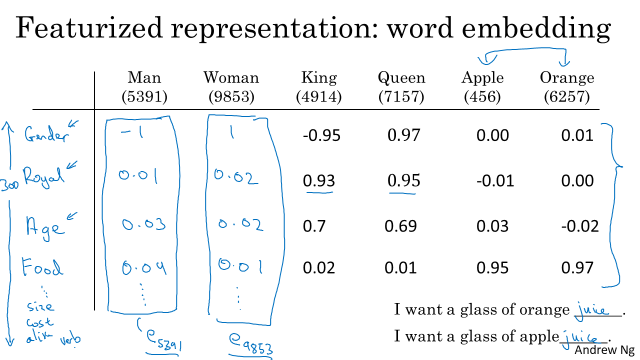 Featurized representation: word embedding
Man Woman King Queen Apple Orange
(5391) (9853) (4914) (7157) (456) (6257)
Gender -1 1 -0.95 0.97 0.00 0.01
300 Royal 0.01 0.02 0.93 0.95 -0.01 0.00
Age 0.03 0.02 0.7 0.69 0.03 -0.02
Food 0.04 0.01 0.02 0.01 0.95 0.97
size
cost
alive verb
e5391 e9853
I want a glass of orange juice.
I want a glass of apple juice.
Andrew Ng